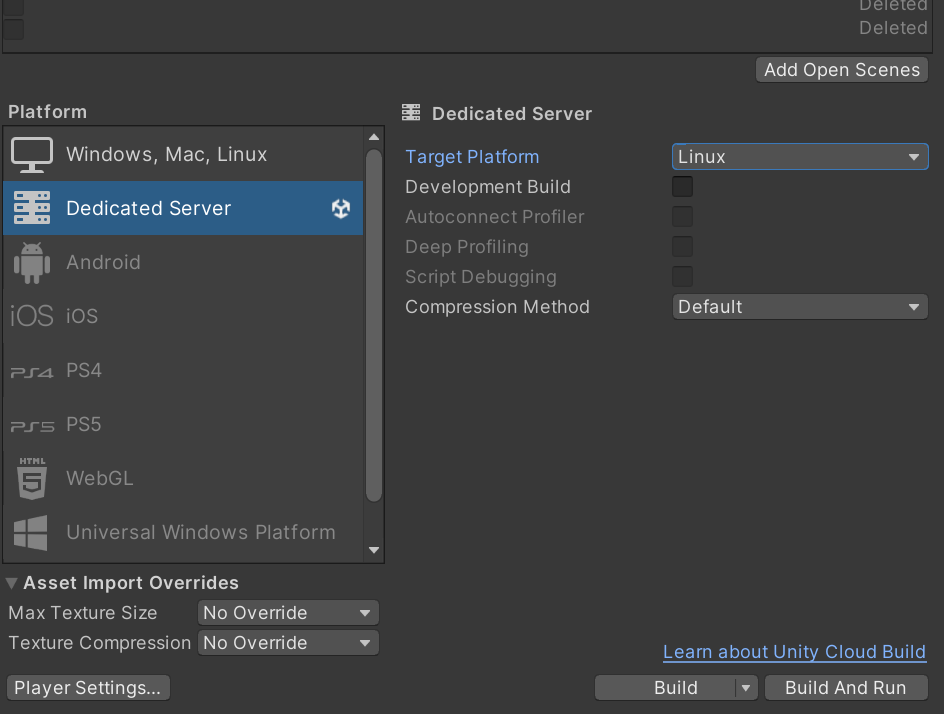 Deleted
Deleted
Add Open Scenes
Platform
Windows, Mac, Linux
Dedicated Server
Android
iOS iOS
PS4 PS4
PS5 PS5
HTML 5 WebGL
Universal Windows Platform
Dedicated Server
Target Platform Linux
Development Build
Autoconnect Profiler
Deep Profiling
Script Debugging
Compression Method Default
Asset Import Overrides
Max Texture Size No Override
Texture Compression No Override
Learn about Unity Cloud Build
Player Settings... Build Build And Run